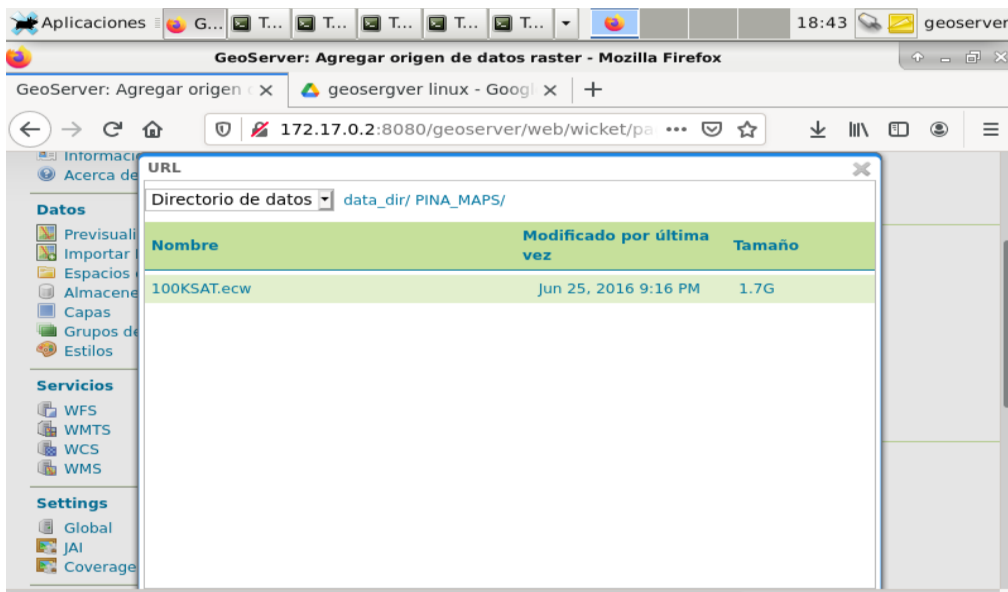 Aplicaciones G... T... T... T... T... T... 18:43 geoserver
GeoServer: Agregar origen de datos raster - Mozilla Firefox
GeoServer: Agregar origen geosergver linux - Googl
172.17.0.2:8080/geoserver/web/wicket/pa
Informaci
Acerca de
Datos
Previsuali
Importar
Espacios
Almacene
Capas
Grupos de
Estilos
Servicios
WFS
WMTS
WCS
WMS
Settings
Global
JAI
Coverage
URL
Directorio de datos data_dir/ PINA_MAPS/
Nombre Modificado por última vez Tamaño
100KSAT.ecw Jun 25, 2016 9:16 PM 1.7G